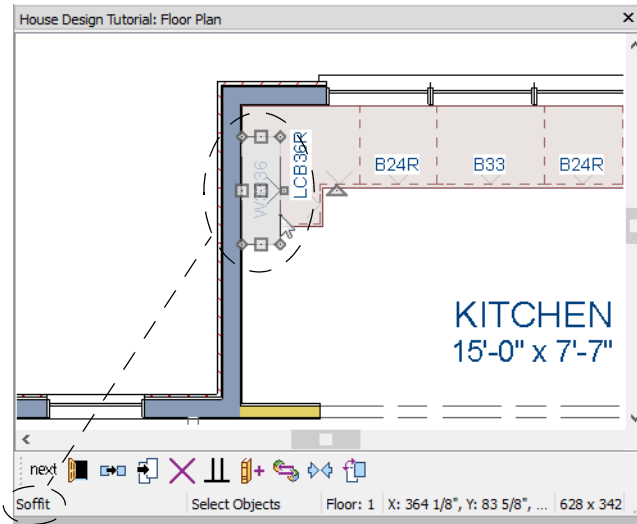 House Design Tutorial: Floor Plan
LCB36R
B24R
B33
B24R
KITCHEN
15'-0" x 7'-7"
next
Soffit
Select Objects
Floor: 1
X: 364 1/8", Y: 83 5/8", ...
628 x 342